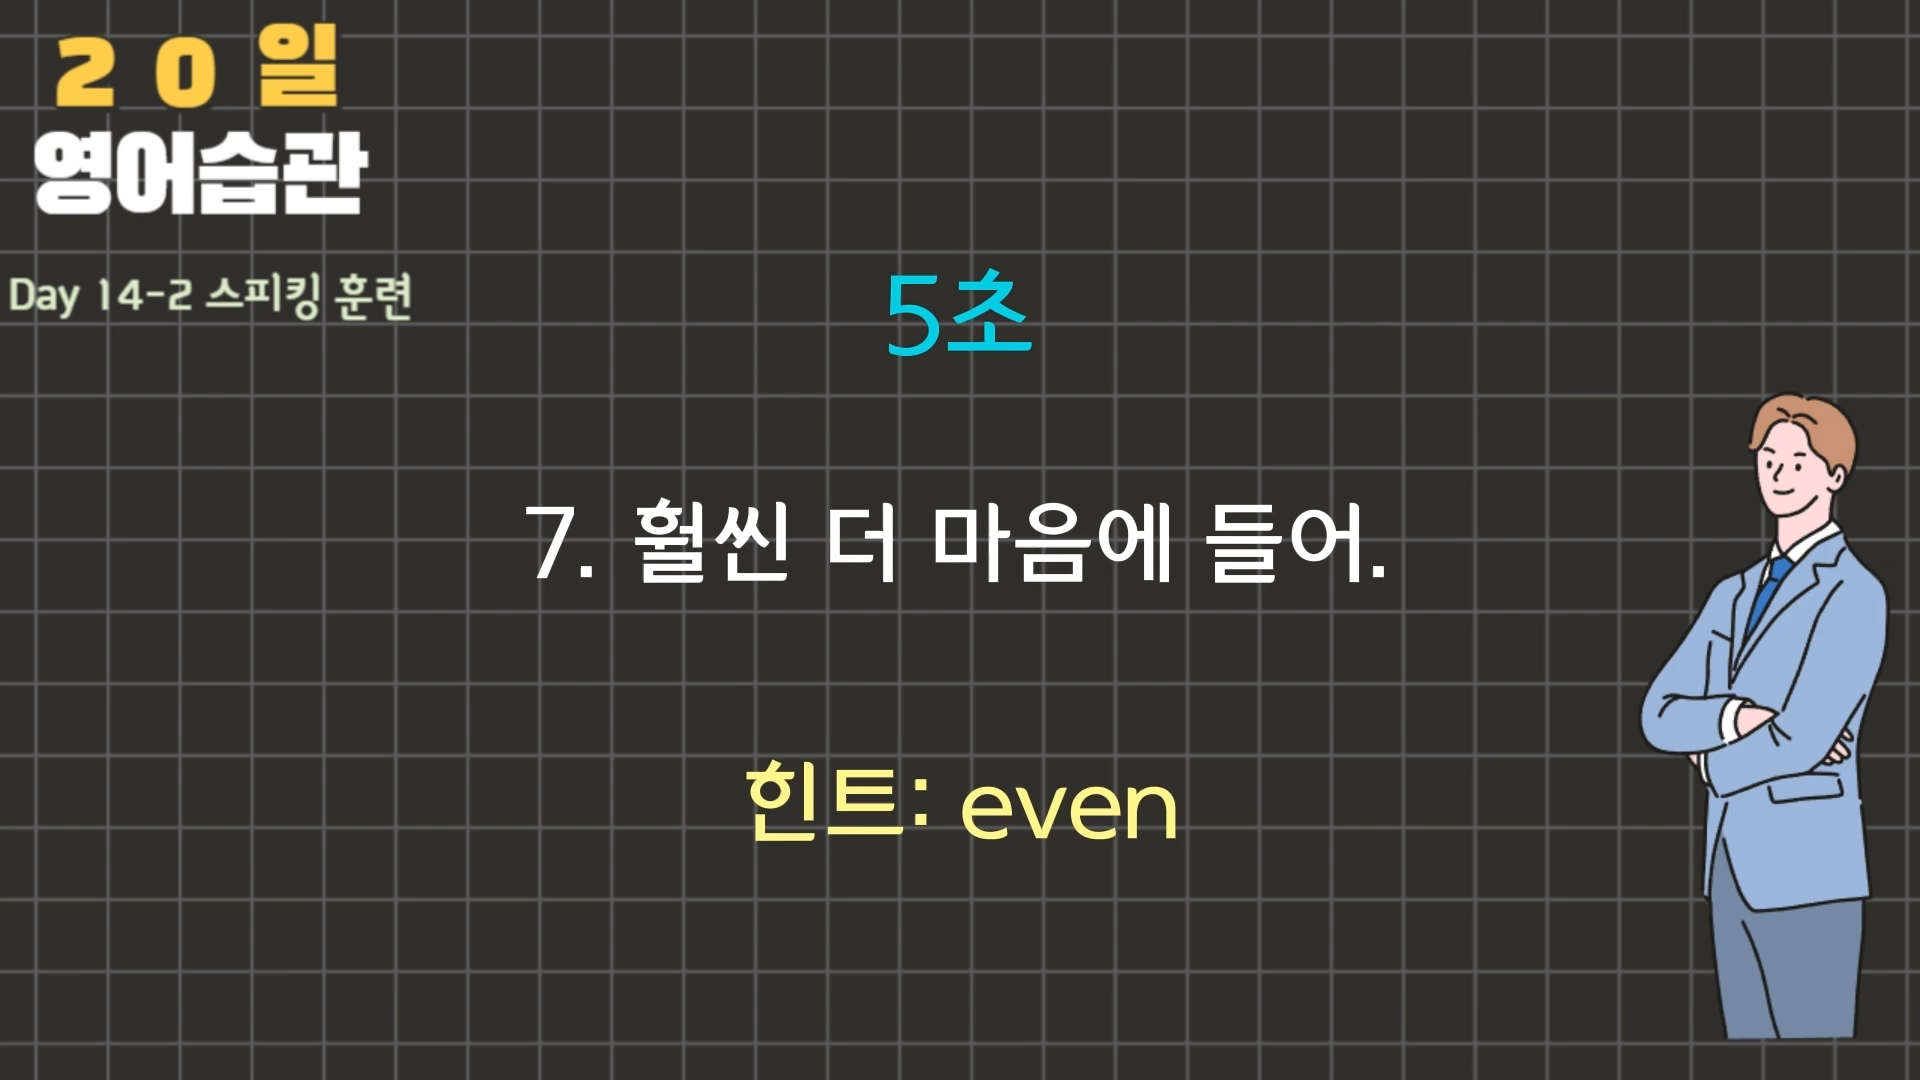 20일
영어습관
Day 14-2 스피킹 훈련
5초
7. 훨씬 더 마음에 들어.
힌트: even